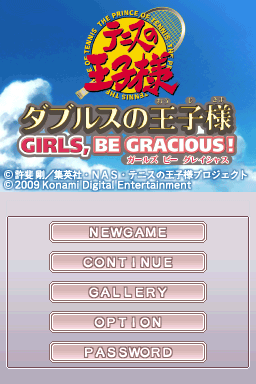 THE PRINCE OF TENNIS
テニスの
王子様
ダブルスの王子様
GIRLS, BE GRACIOUS!
ガールズ ビー グレイシャス
©許斐 剛／集英社・NAS・テニスの王子様プロジェクト
©2009 Konami Digital Entertainment
NEWGAME
CONTINUE
GALLERY
OPTION
PASSWORD